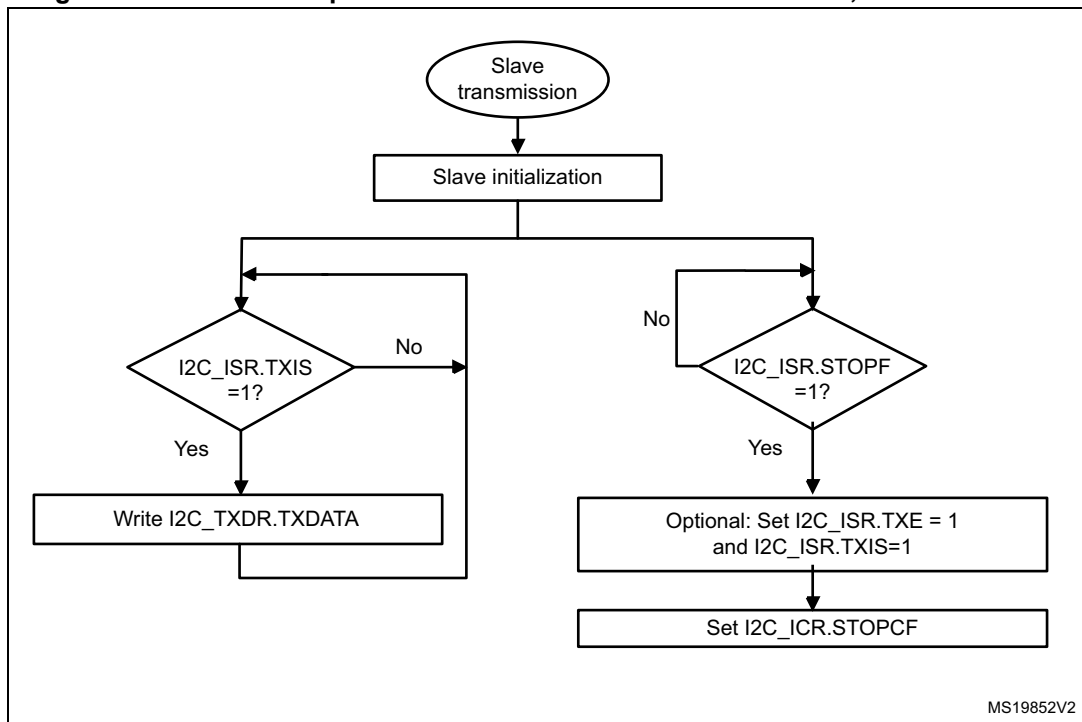 Slave
transmission
Slave initialization
I2C_ISR.TXIS
=1?
No
Yes
Write I2C_TXDR.TXDATA
No
I2C_ISR.STOPF
=1?
Yes
Optional: Set I2C_ISR.TXE = 1
and I2C_ISR.TXIS=1
Set I2C_ICR.STOPCF
MS19852V2